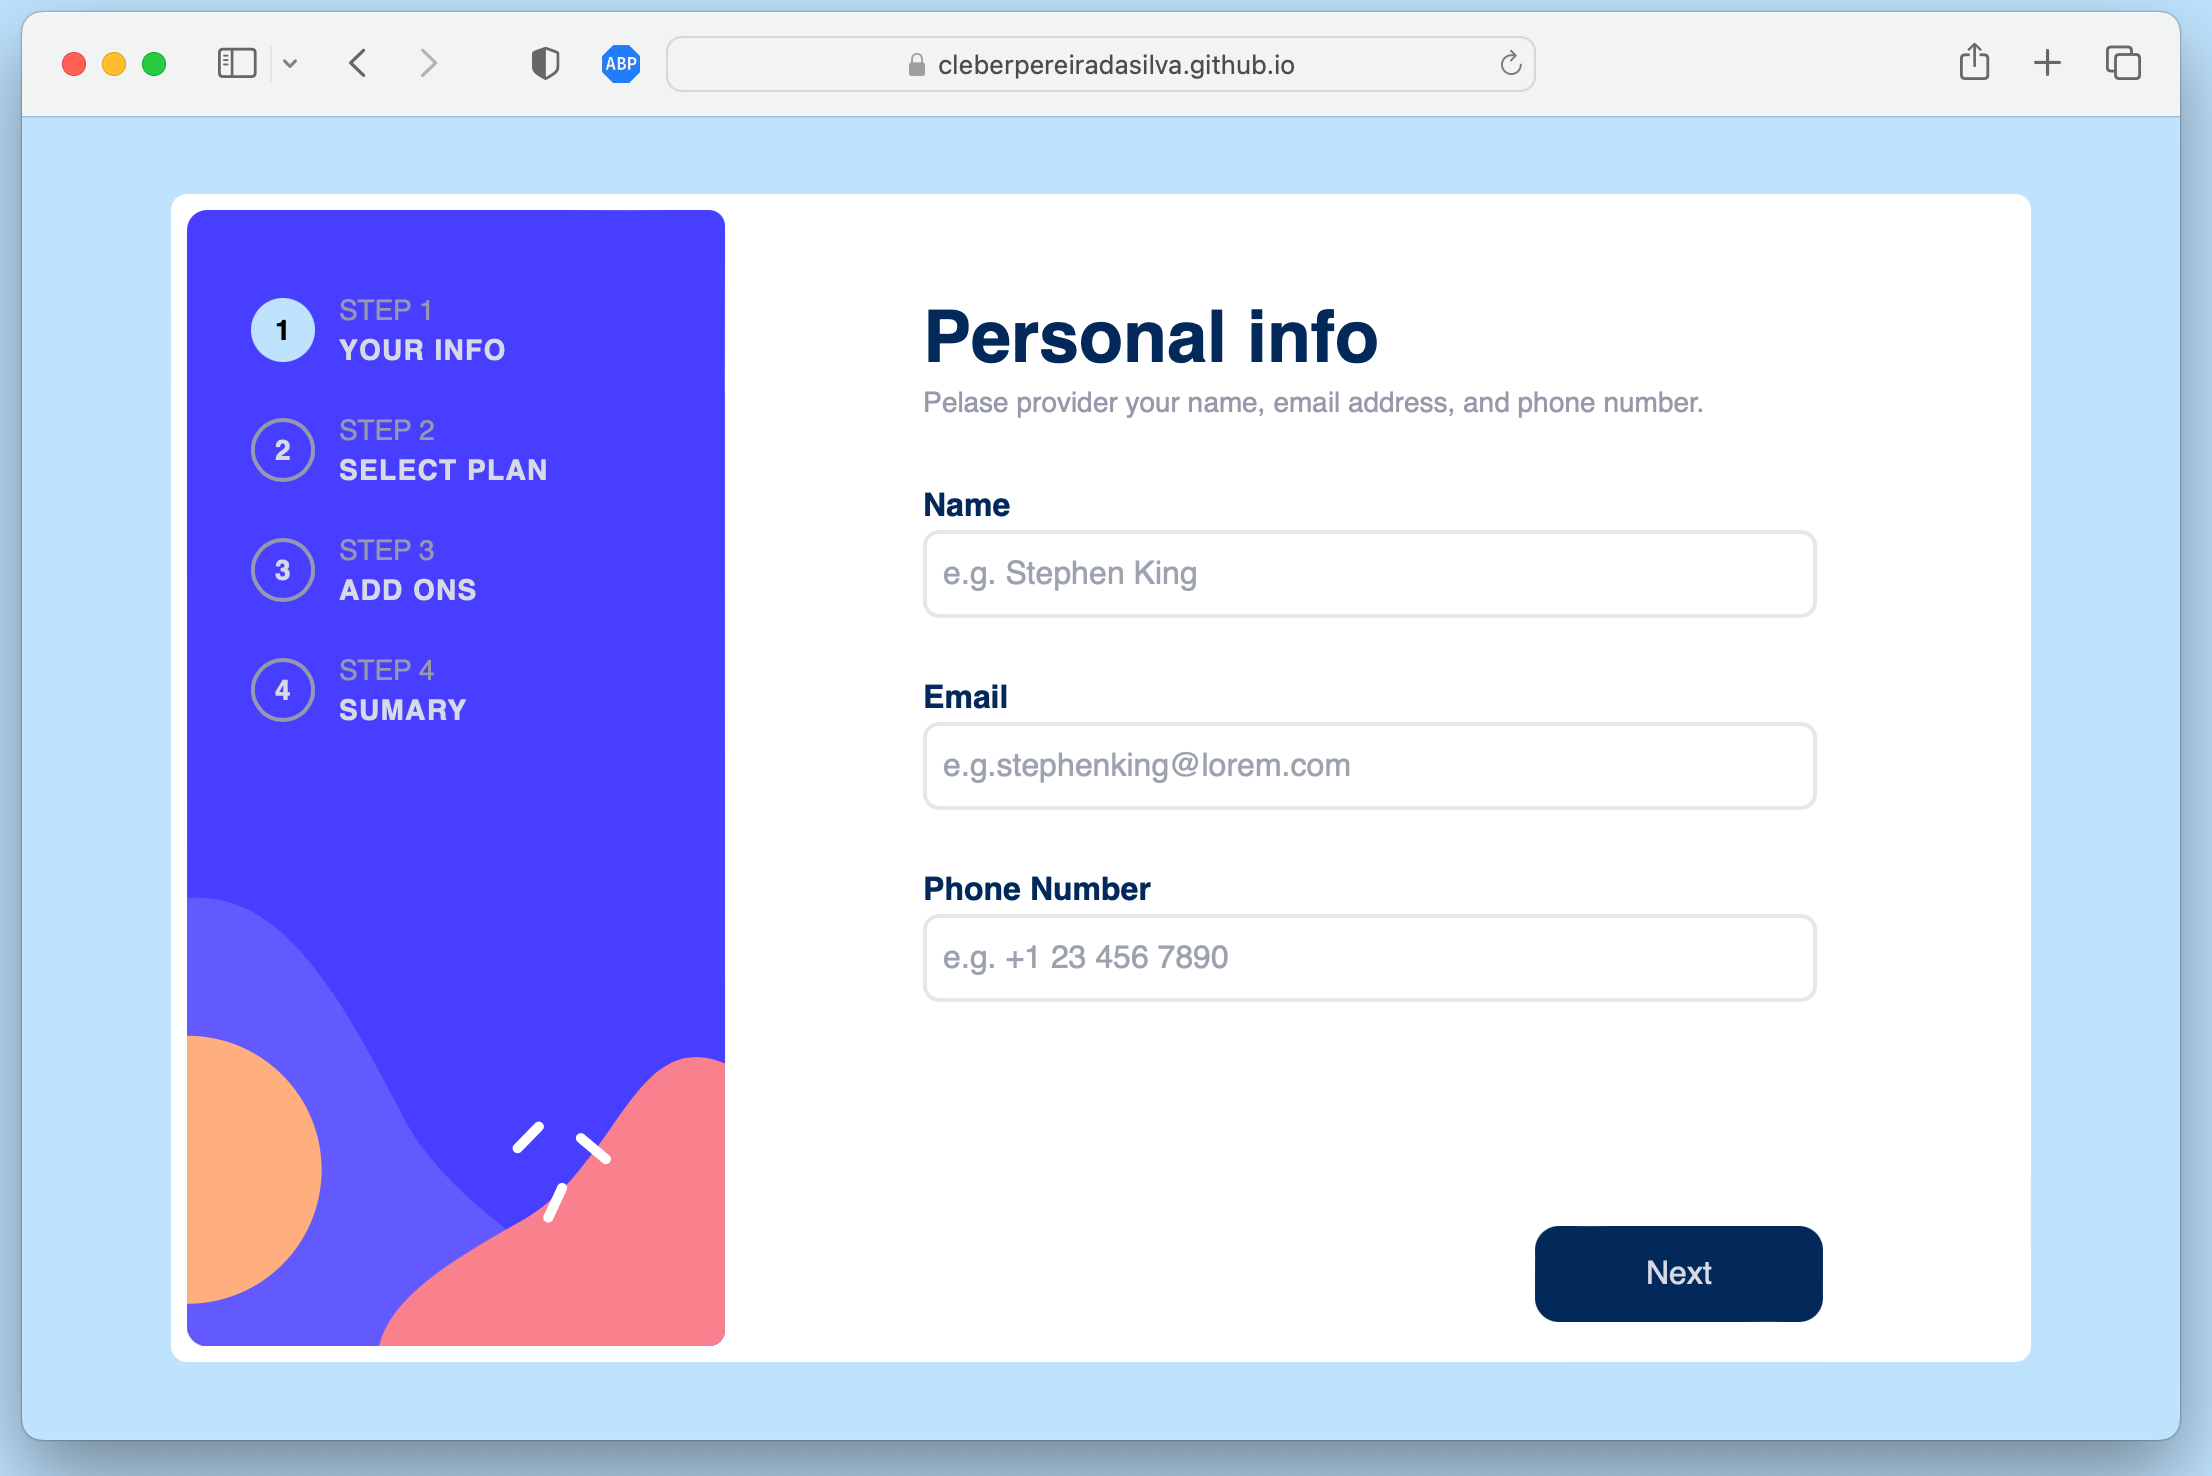 ABP
cleberpereiradasilva.github.io
1
STEP 1
YOUR INFO
2
STEP 2
SELECT PLAN
3
STEP 3
ADD ONS
4
STEP 4
SUMARY
Personal info
Pelase provider your name, email address, and phone number.
Name
e.g. Stephen King
Email
e.g.stephenking@lorem.com
Phone Number
e.g. +1 23 456 7890
Next